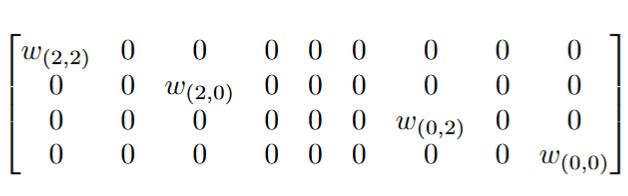 w(2,2) 0 0 0 0 0 0 0 0
0 0 w(2,0) 0 0 0 0 0 0
0 0 0 0 0 0 w(0,2) 0 0
0 0 0 0 0 0 0 0 w(0,0)